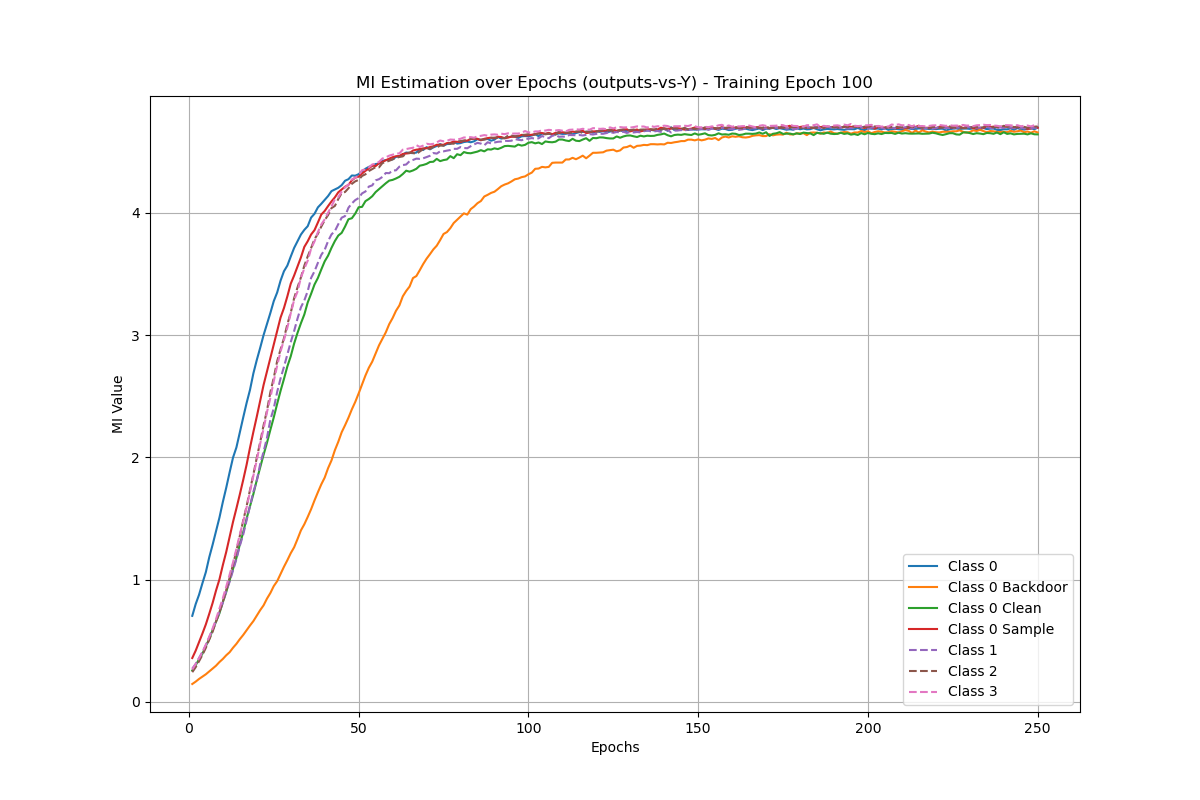 MI Estimation over Epochs (outputs-vs-Y) - Training Epoch 100
MI Value
4
3
2
1
0
0 50 100 150 200 250
Epochs
Class 0
Class 0 Backdoor
Class 0 Clean
Class 0 Sample
Class 1
Class 2
Class 3